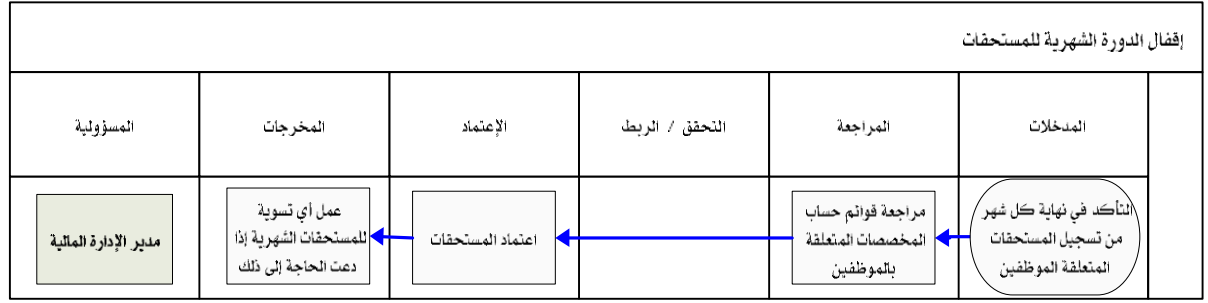 إقفال الدورة الشهرية للمستحقات
المدخلات
المراجعة
التحقق / الربط
الإعتماد
المخرجات
المسؤولية
التأكد في نهاية كل شهر
من تسجيل المستحقات
المتعلقة الموظفين
مراجعة قوائم حساب
المخصصات المتعلقة
بالموظفين
اعتماد المستحقات
عمل أي تسوية
للمستحقات الشهرية إذا
دعت الحاجة إلى ذلك
مدير الإدارة المالية